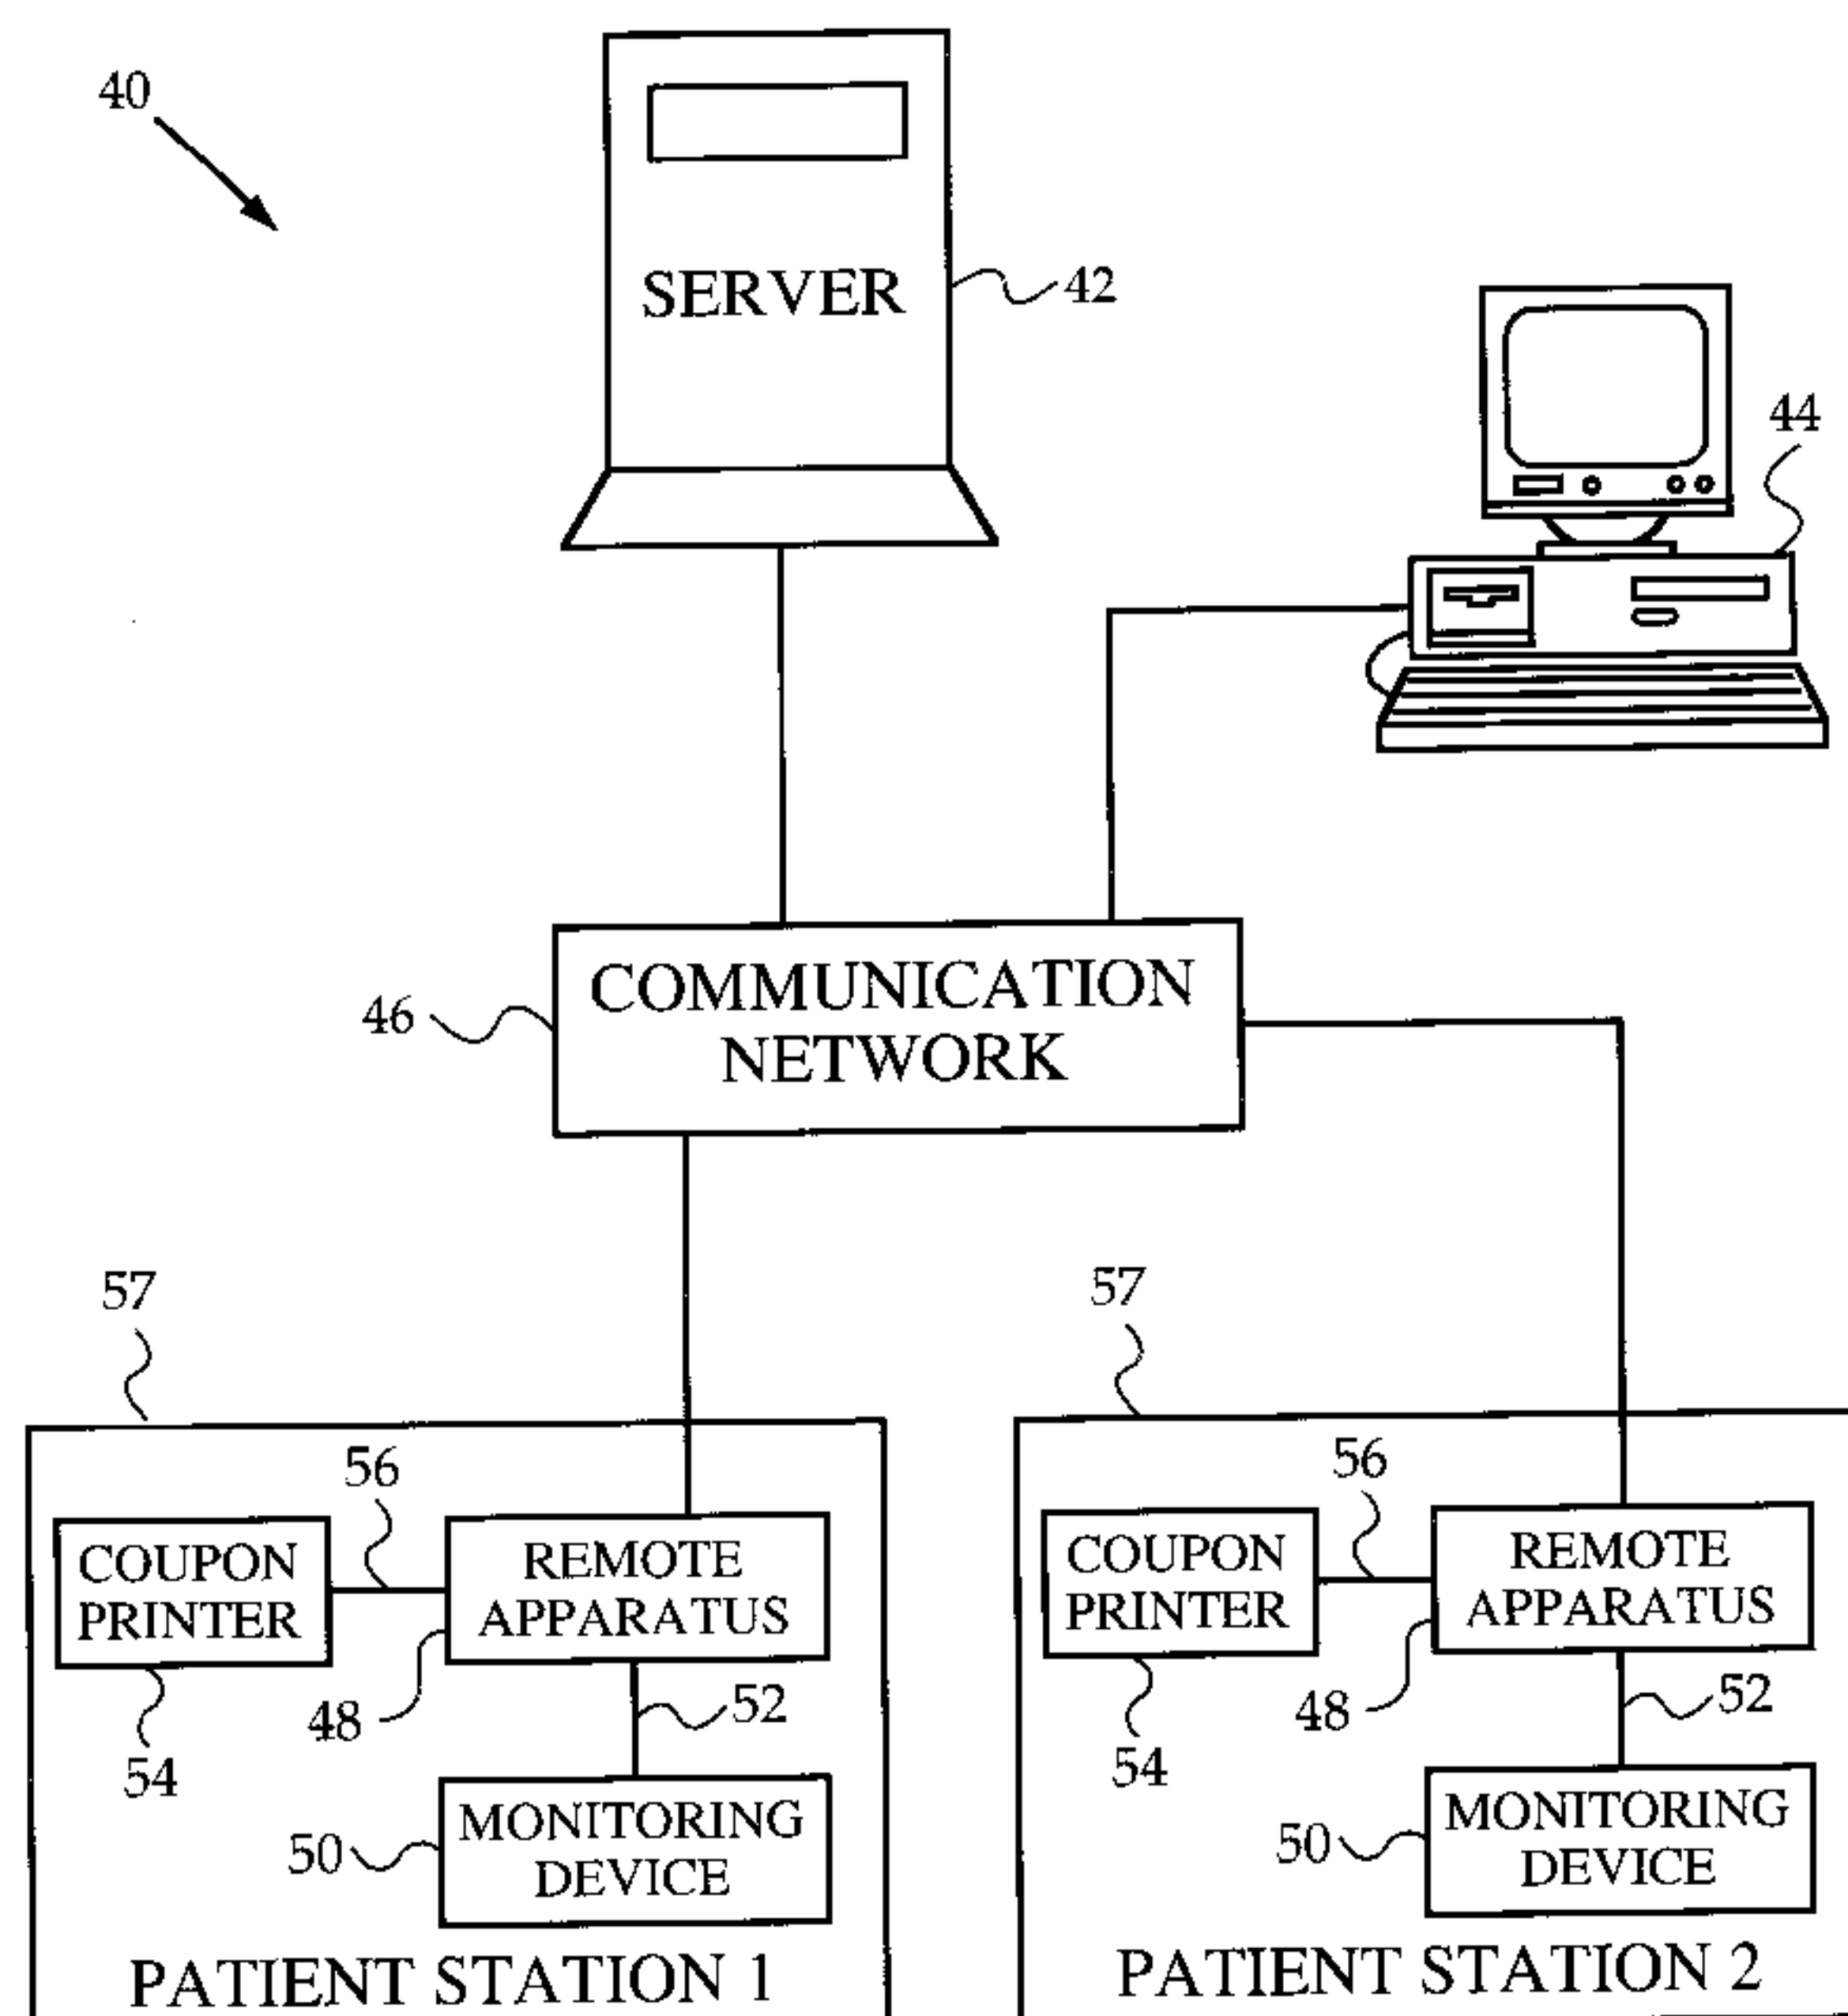 40
SERVER
42
44
COMMUNICATION
NETWORK
46
57
57
56
COUPON
PRINTER
REMOTE
APPARATUS
48
52
54
50
MONITORING
DEVICE
PATIENT STATION 1
56
COUPON
PRINTER
REMOTE
APPARATUS
48
52
54
50
MONITORING
DEVICE
PATIENT STATION 2